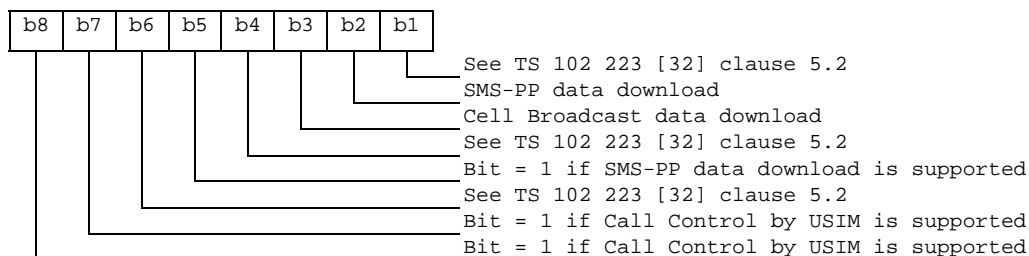 b8 b7 b6 b5 b4 b3 b2 b1
See TS 102 223 [32] clause 5.2
SMS-PP data download
Cell Broadcast data download
See TS 102 223 [32] clause 5.2
Bit = 1 if SMS-PP data download is supported
See TS 102 223 [32] clause 5.2
Bit = 1 if Call Control by USIM is supported
Bit = 1 if Call Control by USIM is supported